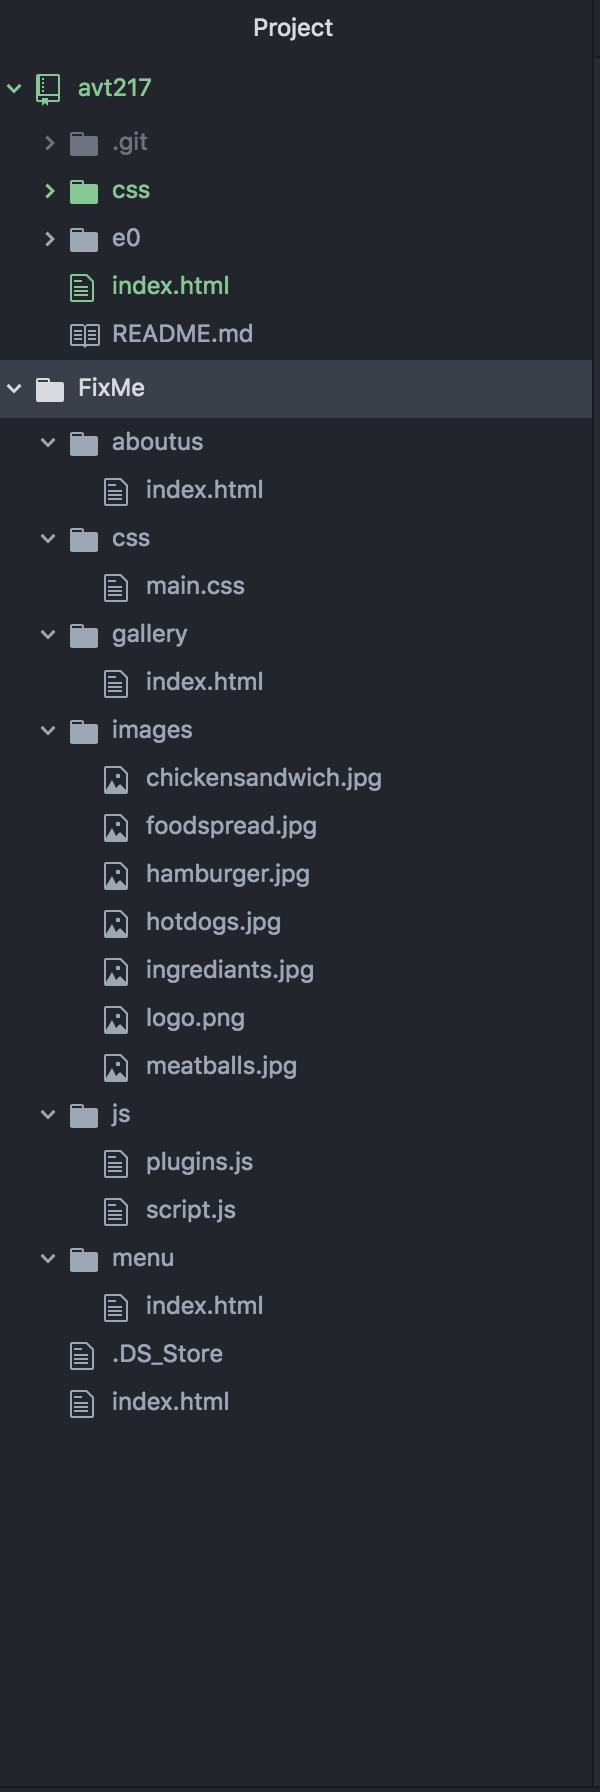 Project
avt217
.git
css
e0
index.html
README.md
FixMe
aboutus
index.html
css
main.css
gallery
index.html
images
chickensandwich.jpg
foodspread.jpg
hamburger.jpg
hotdogs.jpg
ingrediants.jpg
logo.png
meatballs.jpg
js
plugins.js
script.js
menu
index.html
.DS_Store
index.html